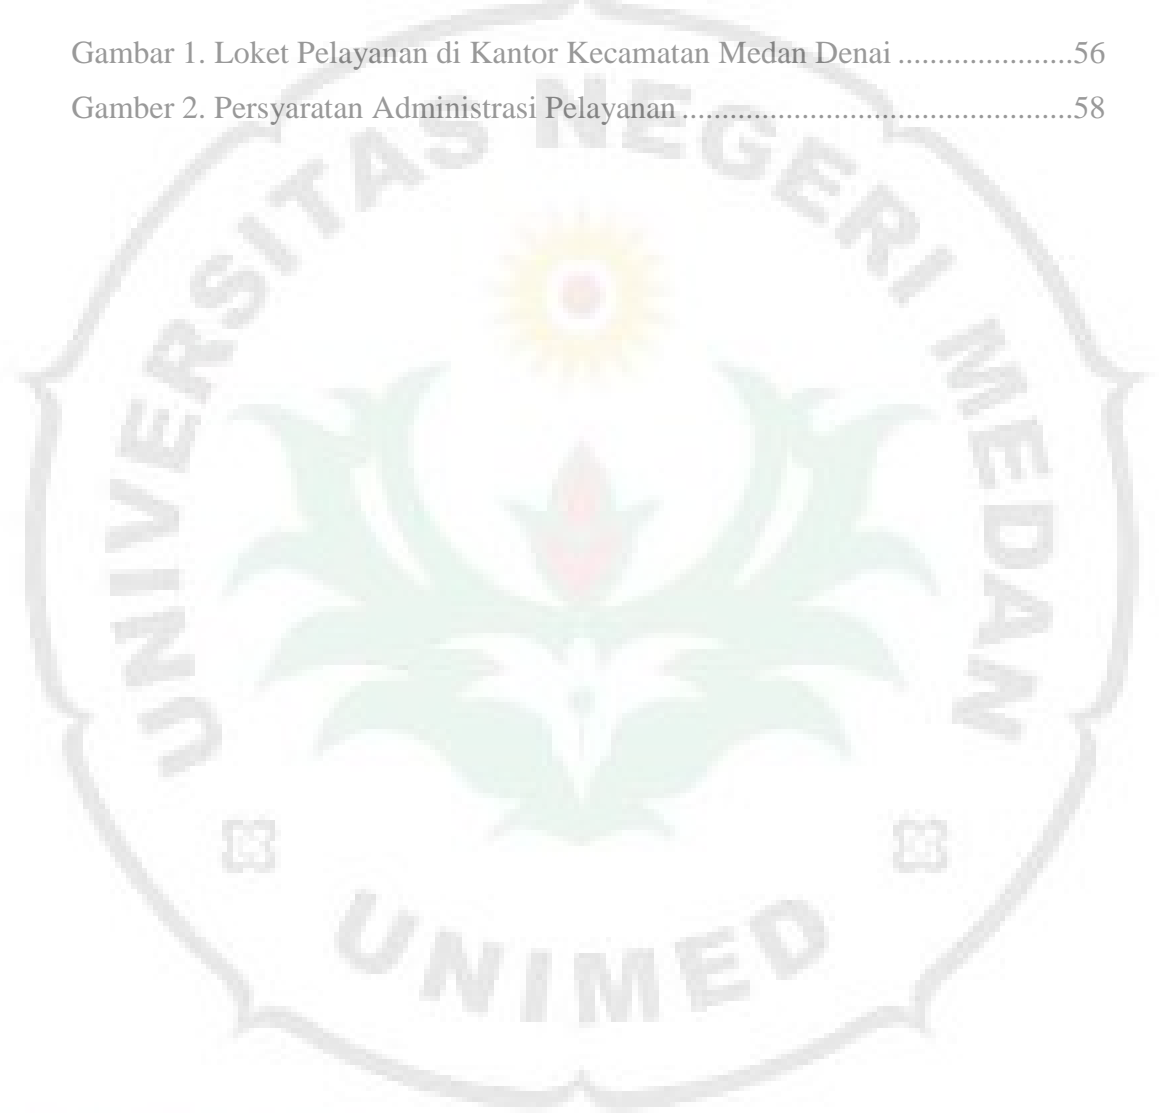 Gambar 1. Loket Pelayanan di Kantor Kecamatan Medan Denai ......................56
Gamber 2. Persyaratan Administrasi Pelayanan .................................................58
UNIVERSITAS NEGERI MEDAN
UNIMED